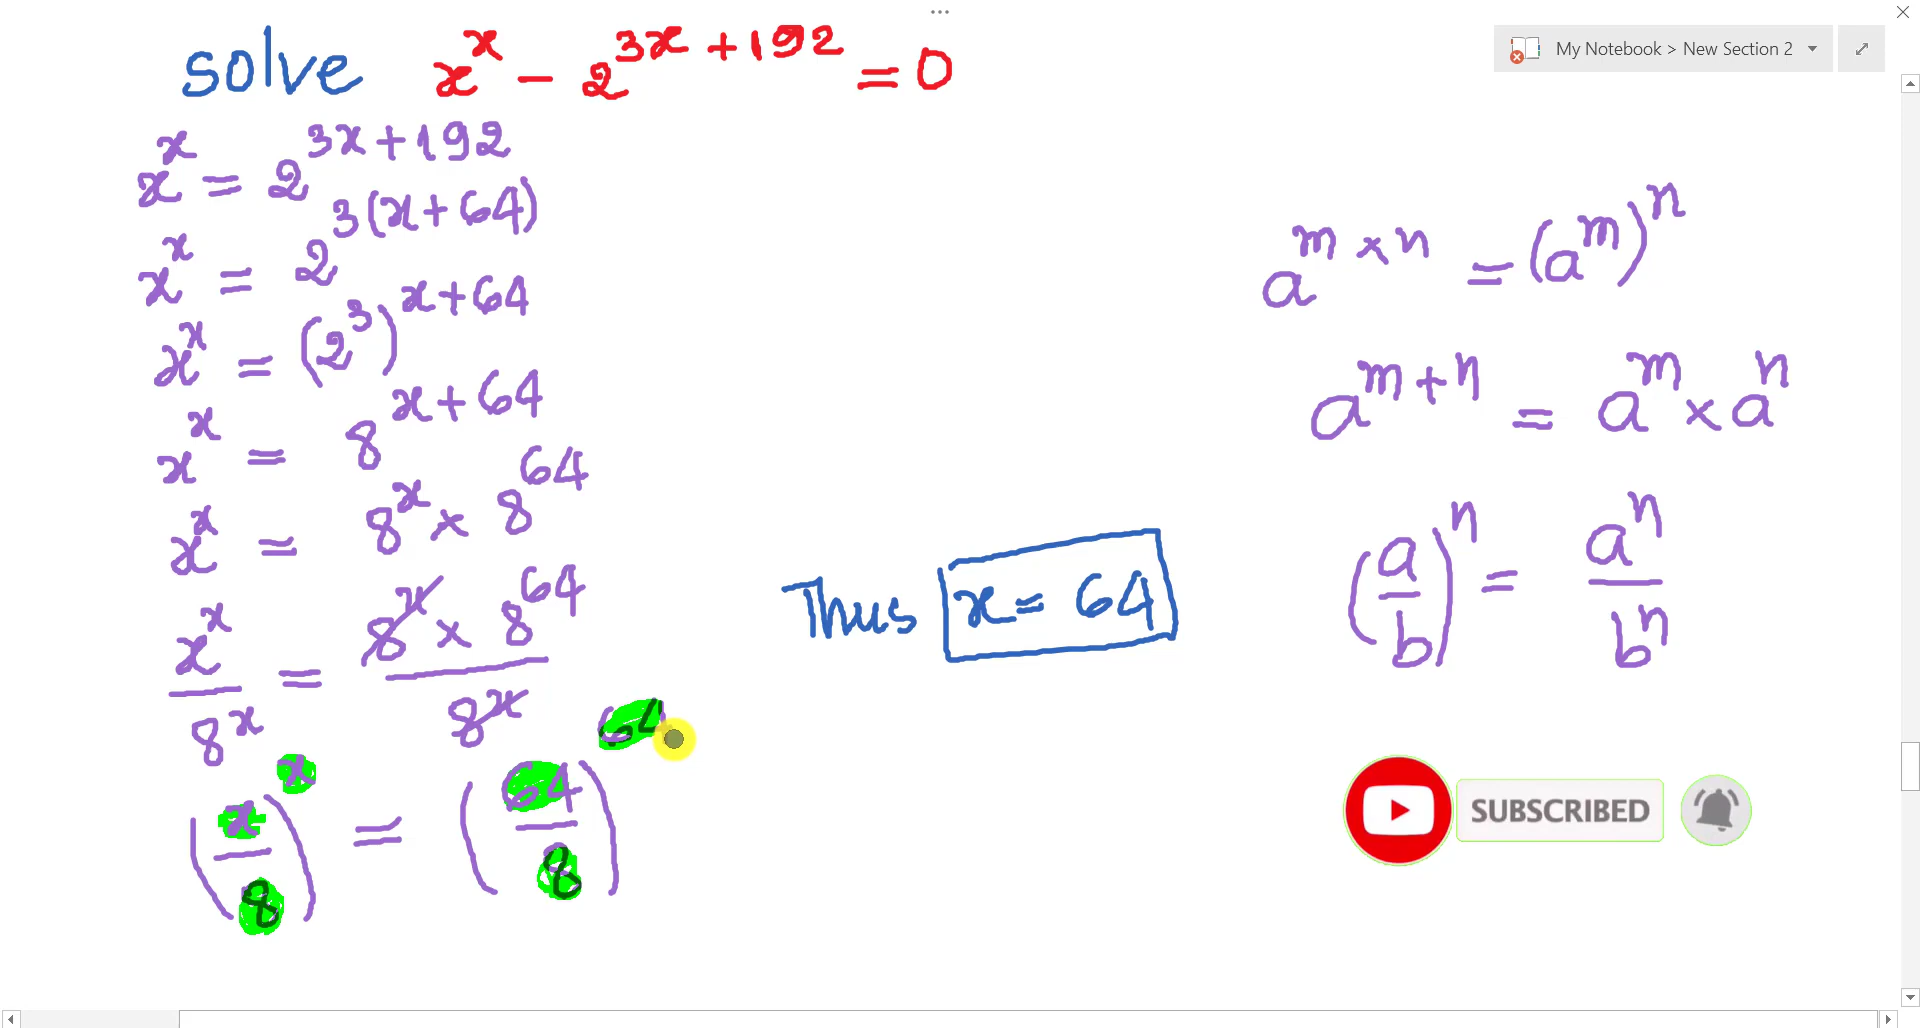 My Notebook > New Section 2
solve x^x - 2^(3x+192) = 0
x^x = 2^(3x+192)
x^x = 2^(3(x+64))
x^x = (2^3)^(x+64)
x^x = 8^(x+64)
x^x = 8^x × 8^64
x^x / 8^x = 8^x × 8^64 / 8^x
(x/8)^x = (64/8)^64
Thus x = 64
a^(m×n) = (a^m)^n
a^(m+n) = a^m × a^n
(a/b)^n = a^n / b^n
SUBSCRIBED